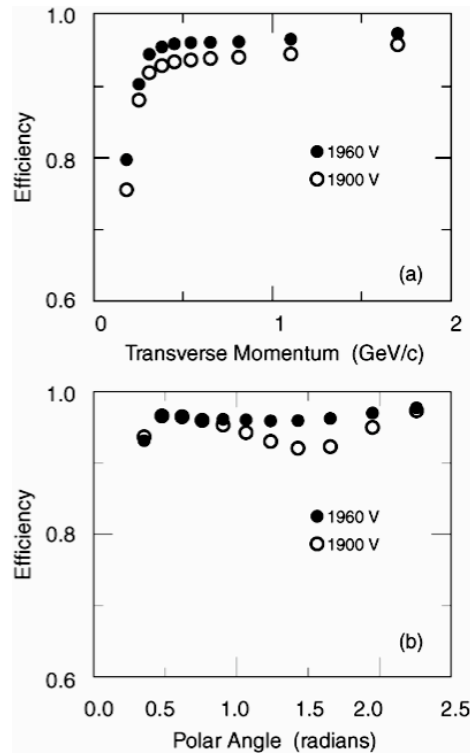 1.0
0.8
0.6
Efficiency
1960 V
1900 V
(a)
0 1 2
Transverse Momentum (GeV/c)
1.0
0.8
0.6
Efficiency
1960 V
1900 V
(b)
0.0 0.5 1.0 1.5 2.0 2.5
Polar Angle (radians)